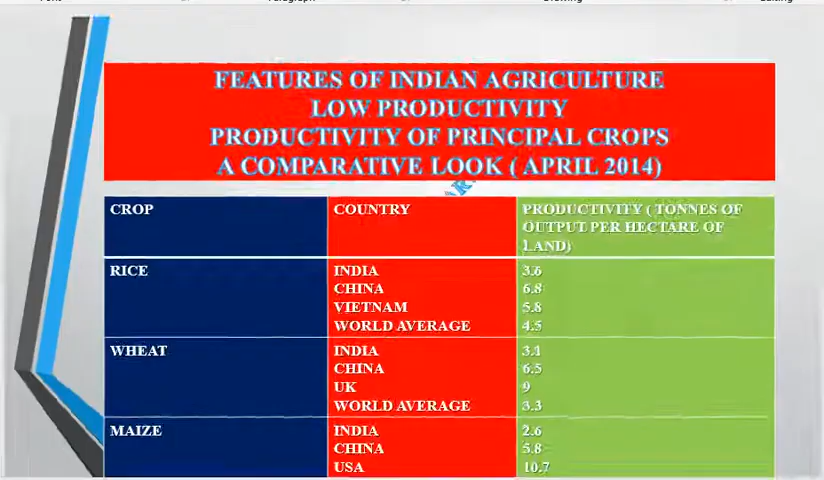 FEATURES OF INDIAN AGRICULTURE
LOW PRODUCTIVITY
PRODUCTIVITY OF PRINCIPAL CROPS
A COMPARATIVE LOOK ( APRIL 2014)
CROP
COUNTRY
PRODUCTIVITY ( TONNES OF
OUTPUT PER HECTARE OF
LAND)
RICE
INDIA 3.6
CHINA 6.8
VIETNAM 5.8
WORLD AVERAGE 4.5
WHEAT
INDIA 3.1
CHINA 6.5
UK 9
WORLD AVERAGE 3.3
MAIZE
INDIA 2.6
CHINA 5.8
USA 10.7